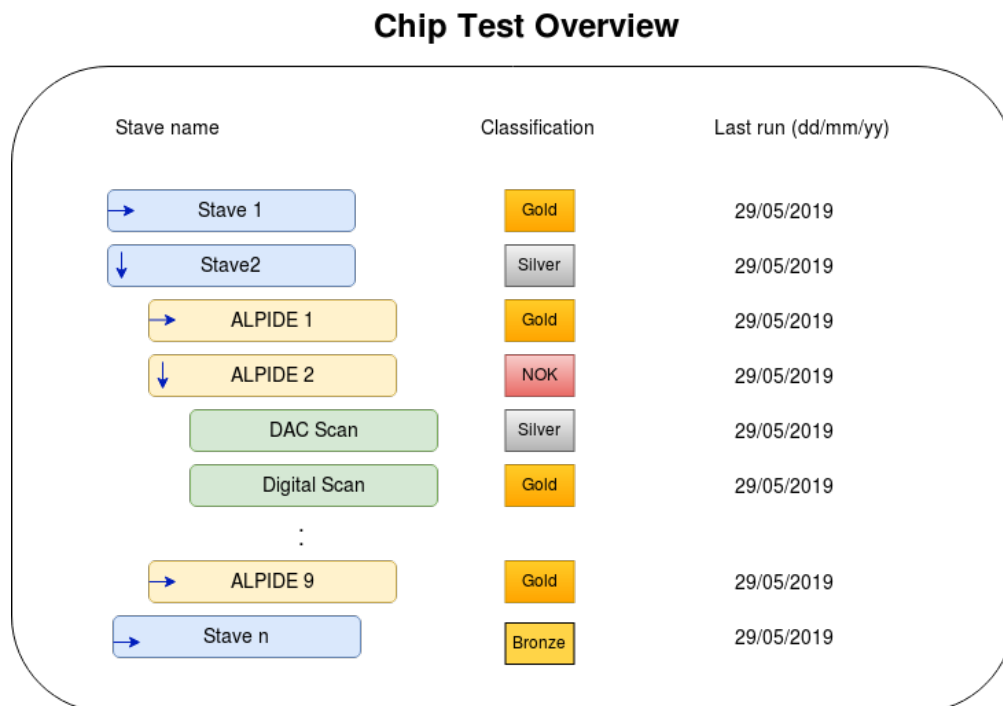 Chip Test Overview
Stave name Classification Last run (dd/mm/yy)
Stave 1 Gold 29/05/2019
Stave2 Silver 29/05/2019
ALPIDE 1 Gold 29/05/2019
ALPIDE 2 NOK 29/05/2019
DAC Scan Silver 29/05/2019
Digital Scan Gold 29/05/2019
:
ALPIDE 9 Gold 29/05/2019
Stave n Bronze 29/05/2019